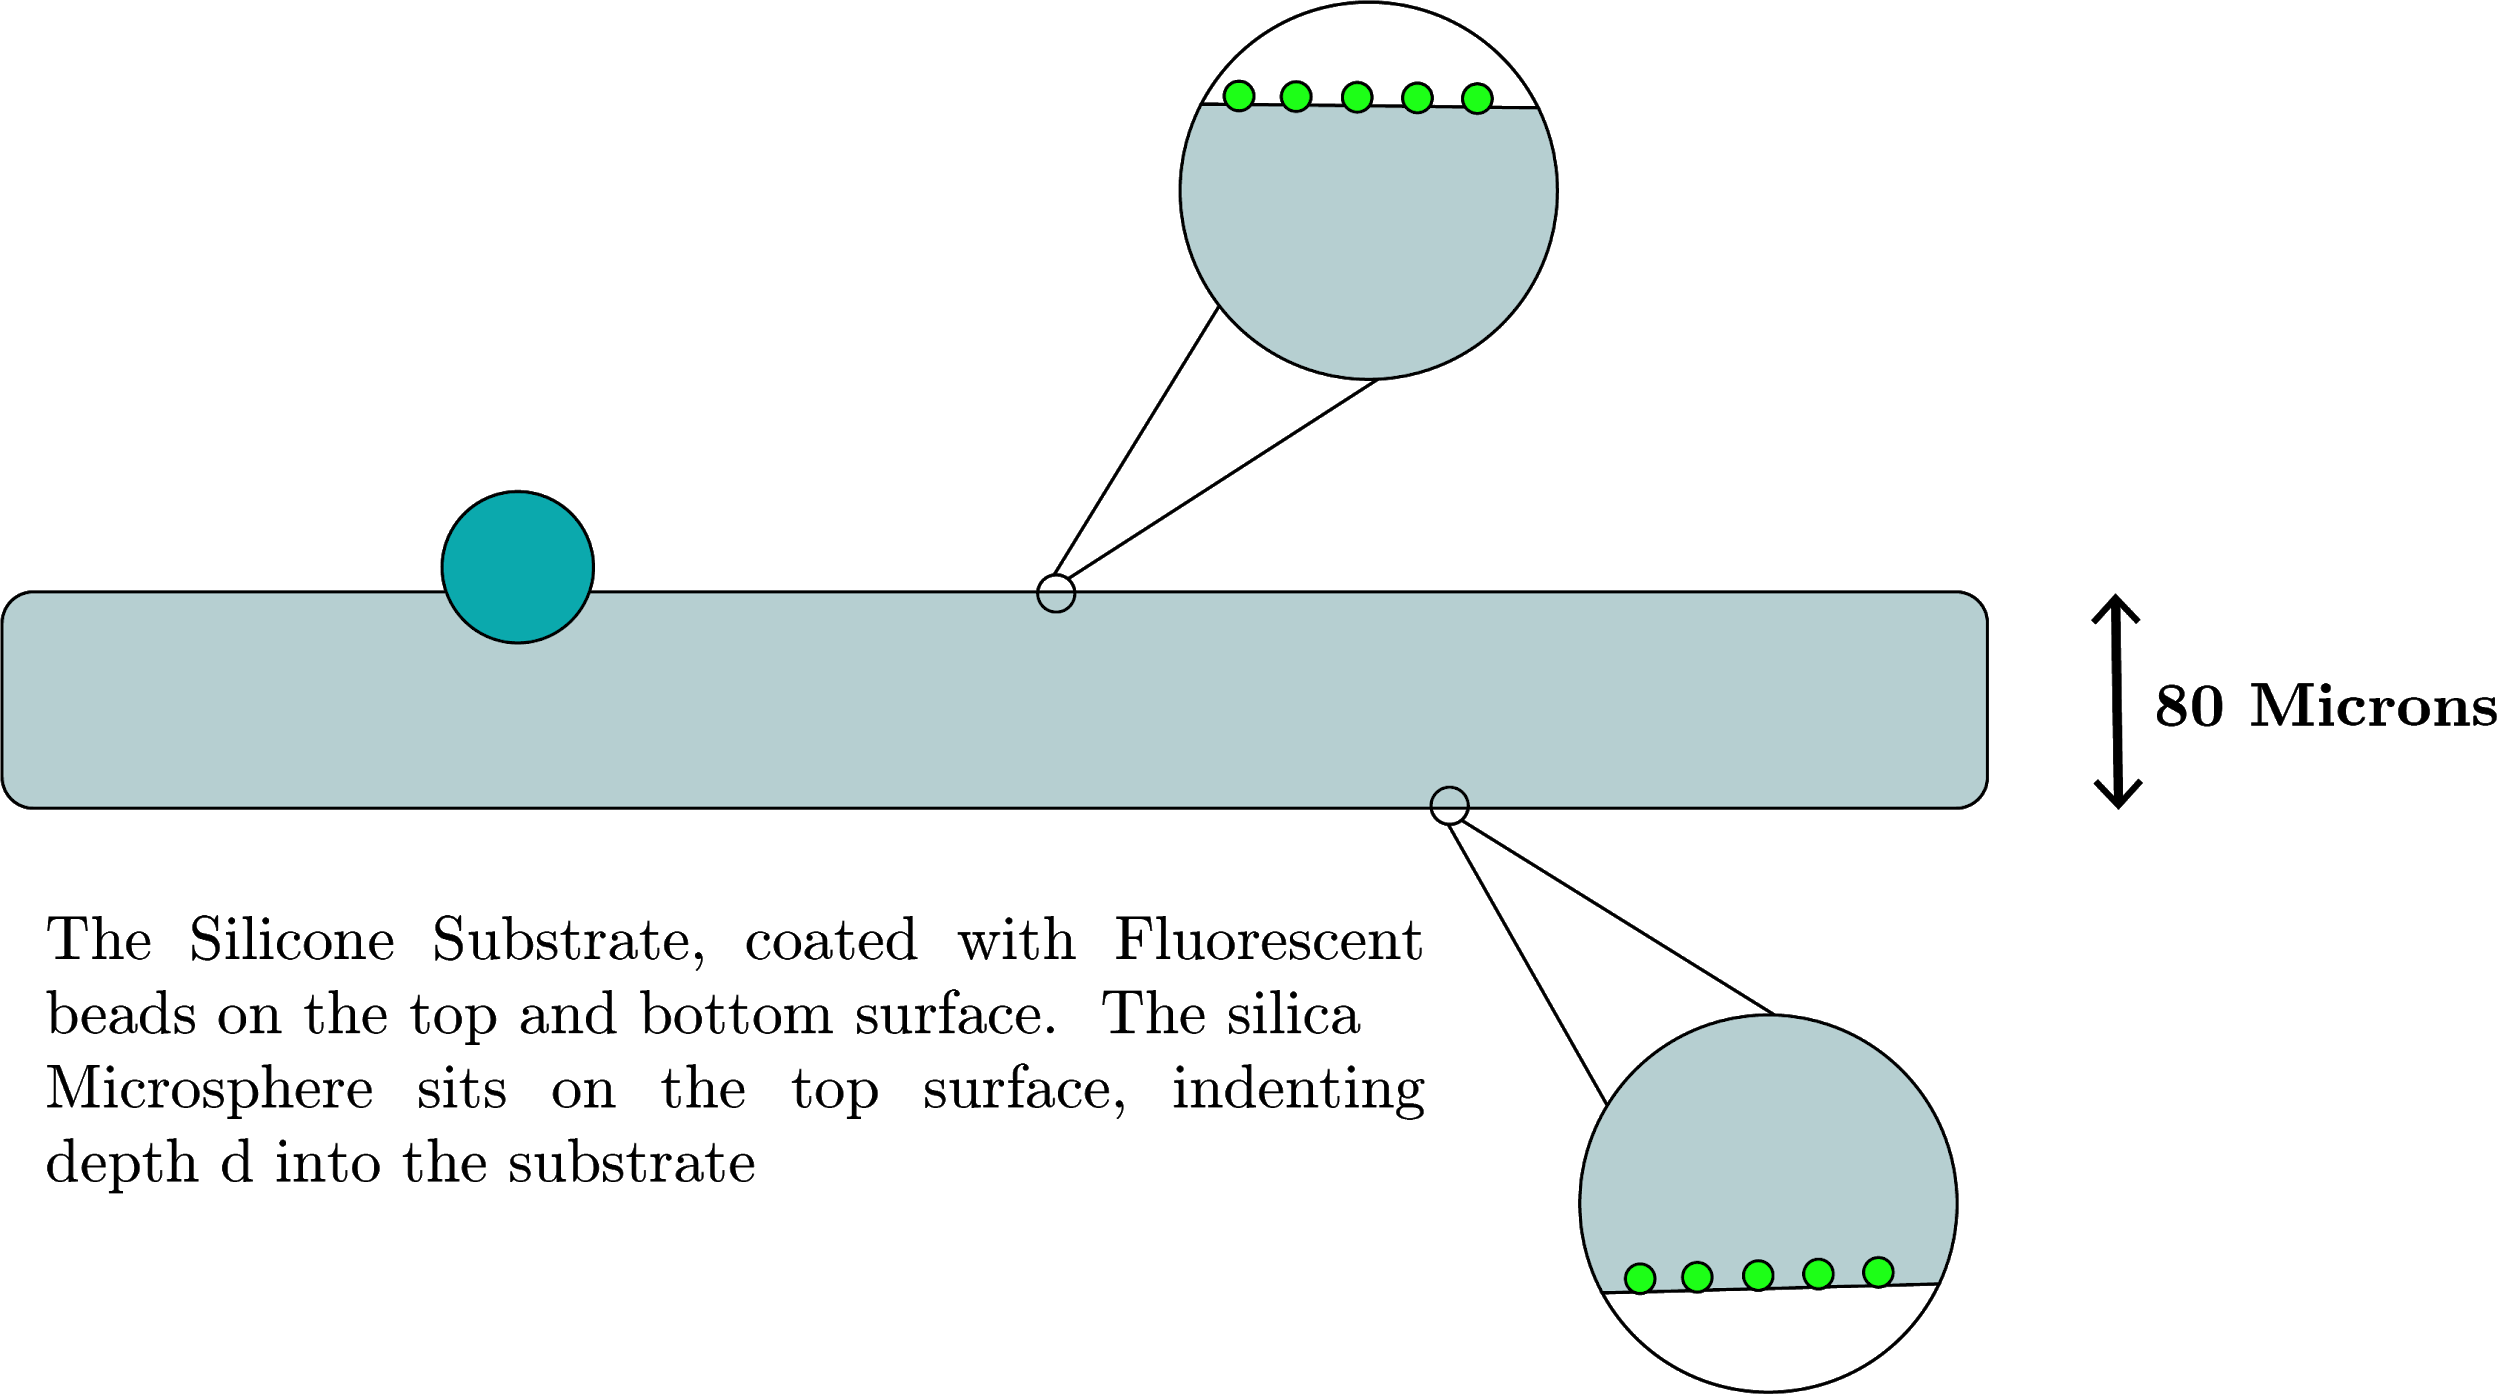 80 Microns
The Silicone Substrate, coated with Fluorescent
beads on the top and bottom surface. The silica
Microsphere sits on the top surface, indenting
depth d into the substrate